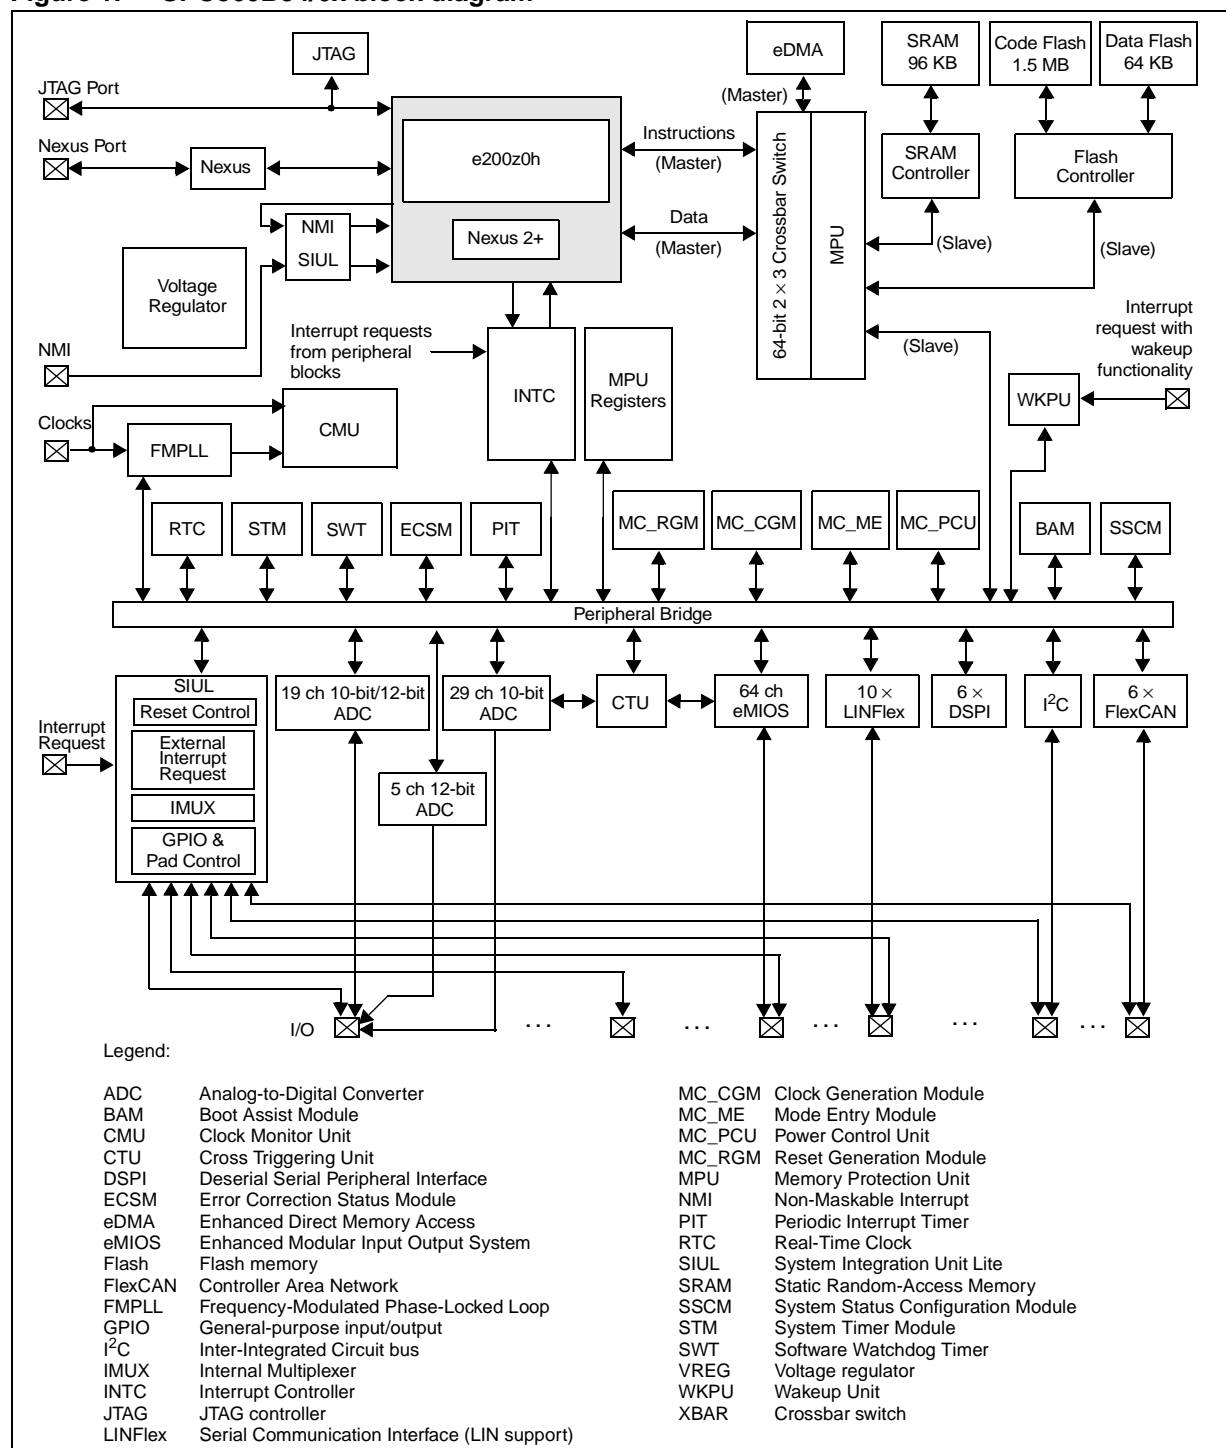 JTAG
eDMA
SRAM
96 KB
Code Flash
1.5 MB
Data Flash
64 KB
JTAG Port
(Master)
Nexus Port
Nexus
e200z0h
Instructions
(Master)
64-bit 2 × 3 Crossbar Switch
MPU
SRAM
Controller
Flash
Controller
NMI
SIUL
Nexus 2+
Data
(Master)
(Slave)
(Slave)
Voltage
Regulator
Interrupt requests
from peripheral
blocks
(Slave)
Interrupt
request with
wakeup
functionality
NMI
INTC
MPU
Registers
WKPU
Clocks
FMPLL
CMU
RTC
STM
SWT
ECSM
PIT
MC_RGM
MC_CGM
MC_ME
MC_PCU
BAM
SSCM
Peripheral Bridge
SIUL
Reset Control
External
Interrupt
Request
IMUX
GPIO &
Pad Control
Interrupt
Request
19 ch 10-bit/12-bit
ADC
29 ch 10-bit
ADC
5 ch 12-bit
ADC
CTU
64 ch
eMIOS
10 ×
LINFlex
6 ×
DSPI
I2C
6 ×
FlexCAN
I/O
... ... ... ... ...
Legend:
ADC Analog-to-Digital Converter
BAM Boot Assist Module
CMU Clock Monitor Unit
CTU Cross Triggering Unit
DSPI Deserial Serial Peripheral Interface
ECSM Error Correction Status Module
eDMA Enhanced Direct Memory Access
eMIOS Enhanced Modular Input Output System
Flash Flash memory
FlexCAN Controller Area Network
FMPLL Frequency-Modulated Phase-Locked Loop
GPIO General-purpose input/output
I2C Inter-Integrated Circuit bus
IMUX Internal Multiplexer
INTC Interrupt Controller
JTAG JTAG controller
LINFlex Serial Communication Interface (LIN support)
MC_CGM Clock Generation Module
MC_ME Mode Entry Module
MC_PCU Power Control Unit
MC_RGM Reset Generation Module
MPU Memory Protection Unit
NMI Non-Maskable Interrupt
PIT Periodic Interrupt Timer
RTC Real-Time Clock
SIUL System Integration Unit Lite
SRAM Static Random-Access Memory
SSCM System Status Configuration Module
STM System Timer Module
SWT Software Watchdog Timer
VREG Voltage regulator
WKPU Wakeup Unit
XBAR Crossbar switch